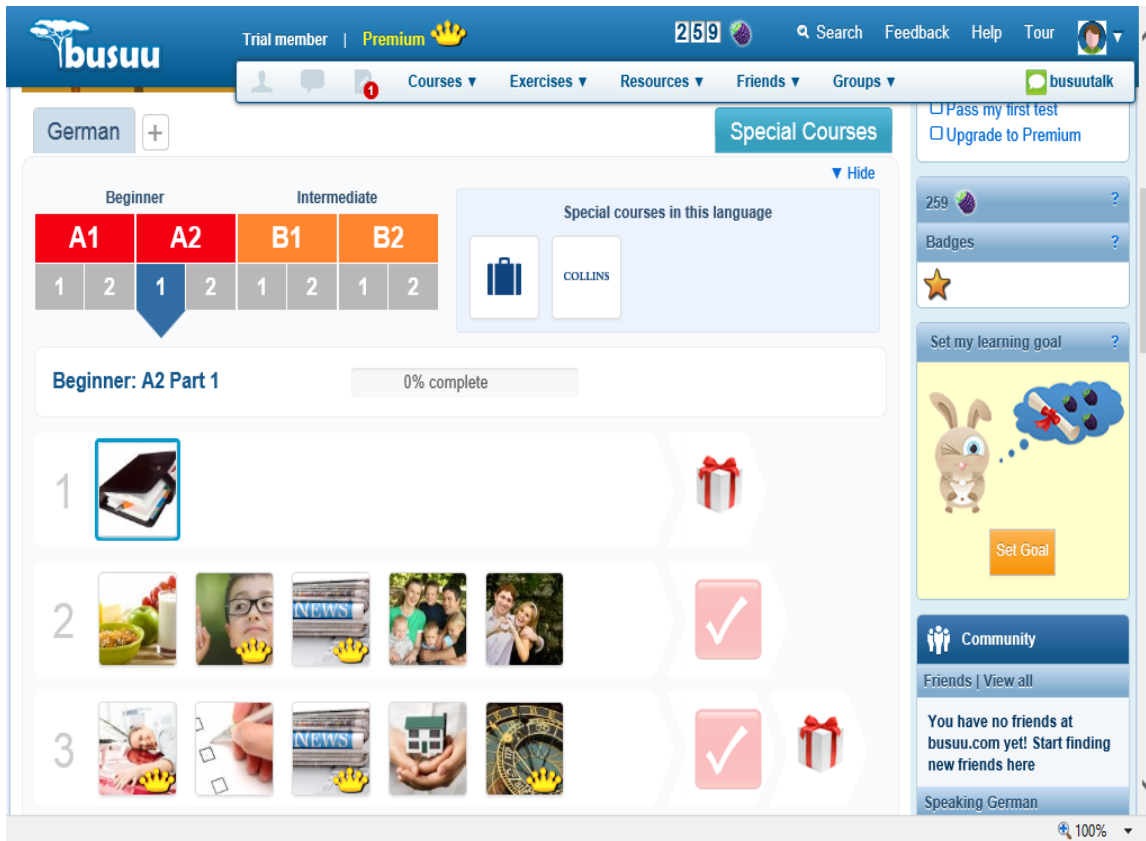 busuu
Trial member | Premium
259
Search Feedback Help Tour
1
Courses ▼ Exercises ▼ Resources ▼ Friends ▼ Groups ▼
busuutalk
German +
Special Courses
▼ Hide
Beginner Intermediate
A1 A2 B1 B2
1 2 1 2 1 2 1 2
Special courses in this language
COLLINS
Beginner: A2 Part 1
0% complete
1
2
NEWS
3
NEWS
Pass my first test
Upgrade to Premium
259 ?
Badges ?
Set my learning goal ?
Set Goal
Community
Friends | View all
You have no friends at
busuu.com yet! Start finding
new friends here
Speaking German
100% ▼